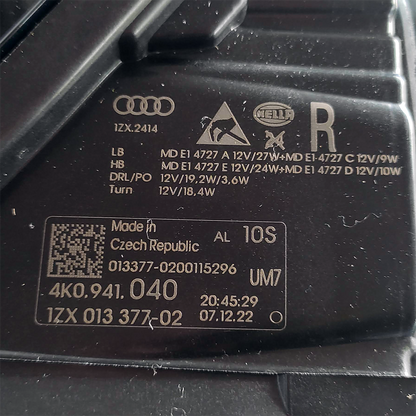 HELLA
R
1ZX.2414
LB MD E1 4727 A 12V/27W+MD E1 4727 C 12V/9W
HB MD E1 4727 E 12V/24W+MD E1 4727 D 12V/10W
DRL/PO 12V/19,2W/3,6W
Turn 12V/18,4W
Made in
Czech Republic
AL 10S
013377-0200115296
UM7
4K0.941.040
20:45:29
1ZX 013 377-02
07.12.22